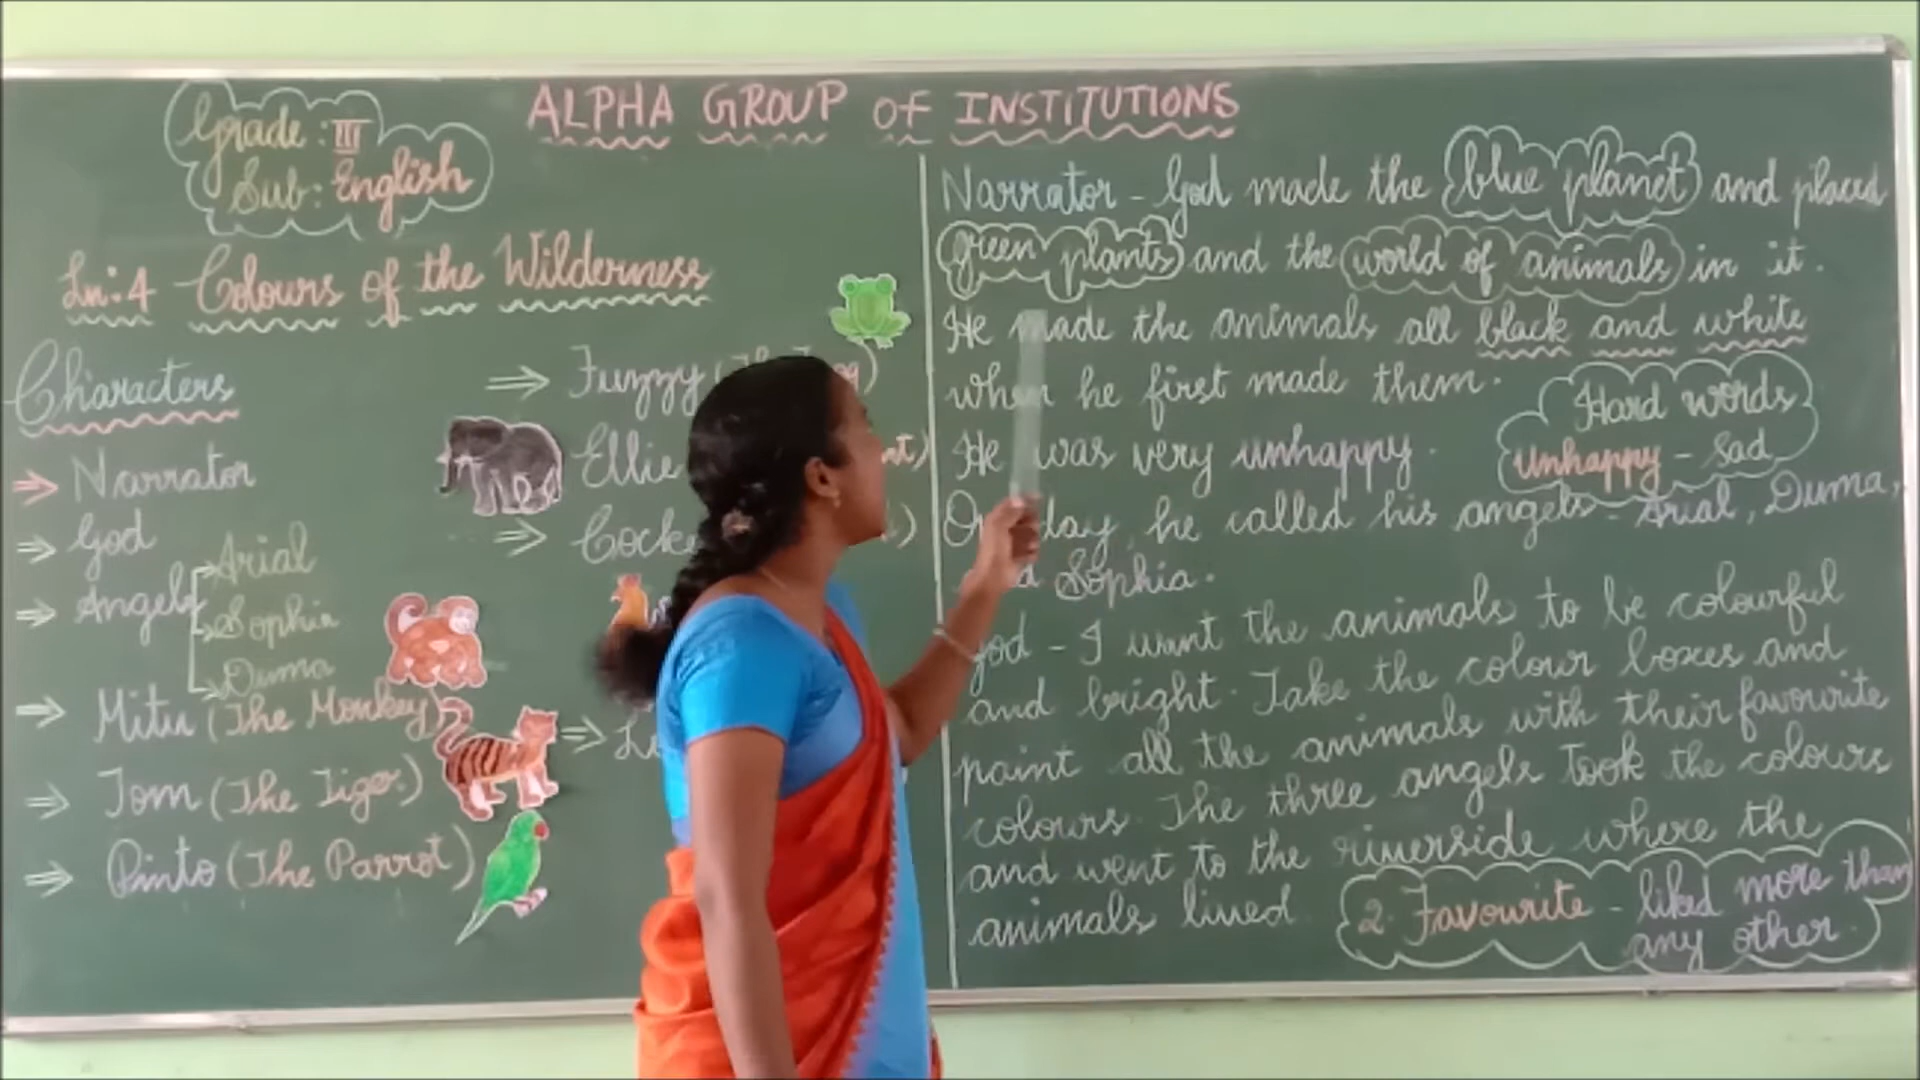 ALPHA GROUP of INSTITUTIONS
Grade : III
Sub : English
Ln:4 Colours of the Wilderness
Characters
⇒ Narrator
⇒ God
⇒ Angels
Arial
Sophia
Duma
⇒ Mitu (The Monkey)
⇒ Tom (The Tiger)
⇒ Pinto (The Parrot)
⇒ Fuzzy (
Ellie
⇒
⇒
Narrator - God made the blue planet and placed
green plants and the world of animals in it.
He made the animals all black and white
when he first made them.
He was very unhappy.
day, he called his angels - Arial, Duma,
Sophia.
God - I want the animals to be colourful
and bright. Take the colour boxes and
paint all the animals with their favourite
colours. The three angels took the colours
and went to the riverside where the
animals lived
Hard words
Unhappy - Sad
2. Favourite - liked more than
any other.